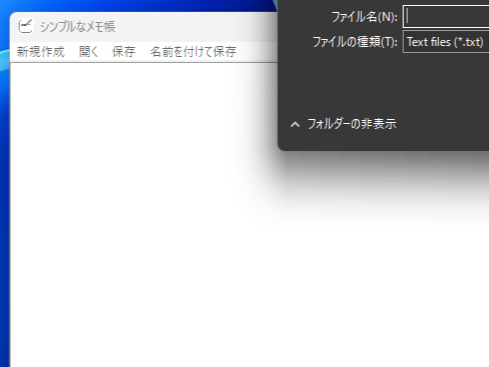 シンプルなメモ帳
新規作成 開く 保存 名前を付けて保存
ファイル名(N):
ファイルの種類(T): Text files (*.txt)
フォルダーの非表示